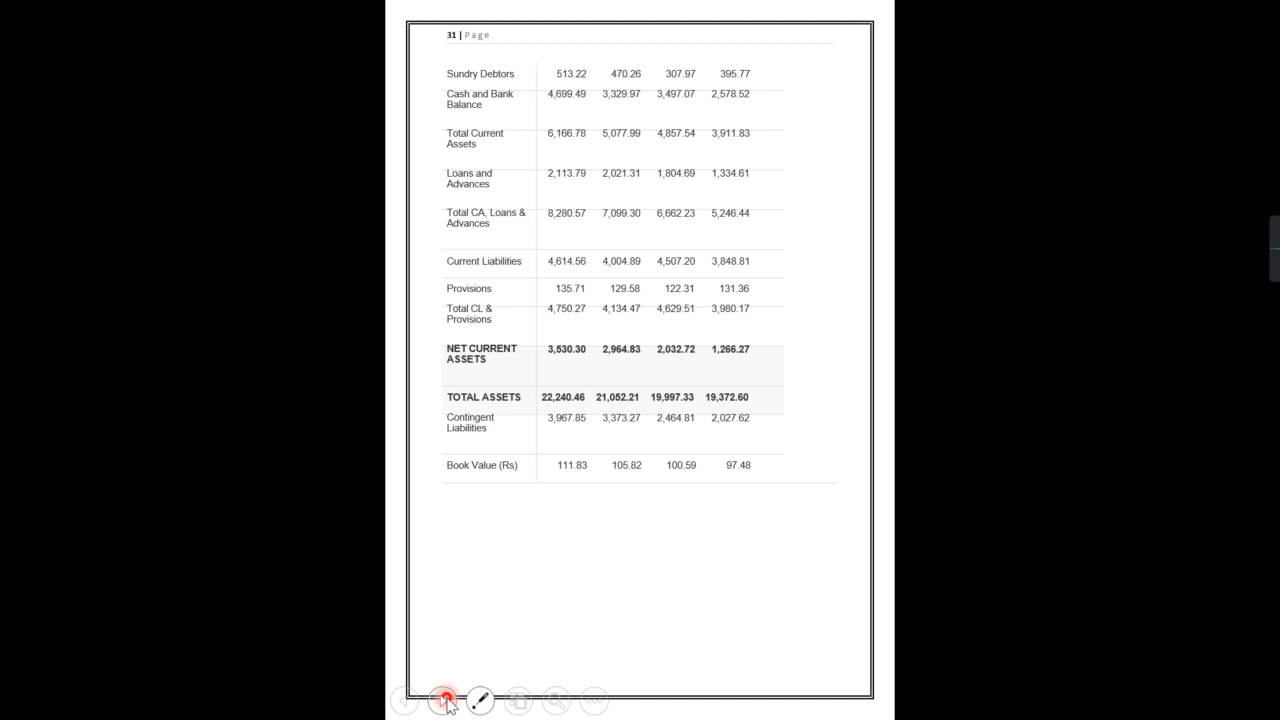 31 | Page
Sundry Debtors 513.22 470.26 307.97 395.77
Cash and Bank 4,699.49 3,329.97 3,497.07 2,578.52
Balance
Total Current 6,166.78 5,077.99 4,857.54 3,911.83
Assets
Loans and 2,113.79 2,021.31 1,804.69 1,334.61
Advances
Total CA, Loans & 8,280.57 7,099.30 6,662.23 5,246.44
Advances
Current Liabilities 4,614.56 4,004.89 4,507.20 3,848.81
Provisions 135.71 129.58 122.31 131.36
Total CL & 4,750.27 4,134.47 4,629.51 3,980.17
Provisions
NET CURRENT 3,530.30 2,964.83 2,032.72 1,266.27
ASSETS
TOTAL ASSETS 22,240.46 21,052.21 19,997.33 19,372.60
Contingent 3,967.85 3,373.27 2,464.81 2,027.62
Liabilities
Book Value (Rs) 111.83 105.82 100.59 97.48